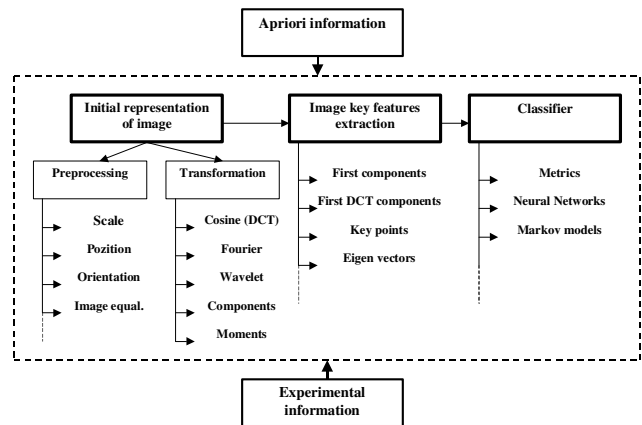 Apriori information
Initial representation
of image
Image key features
extraction
Classifier
Preprocessing
Transformation
Scale
Pozition
Orientation
Image equal.
Cosine (DCT)
Fourier
Wavelet
Components
Moments
First components
First DCT components
Key points
Eigen vectors
Metrics
Neural Networks
Markov models
Experimental
information